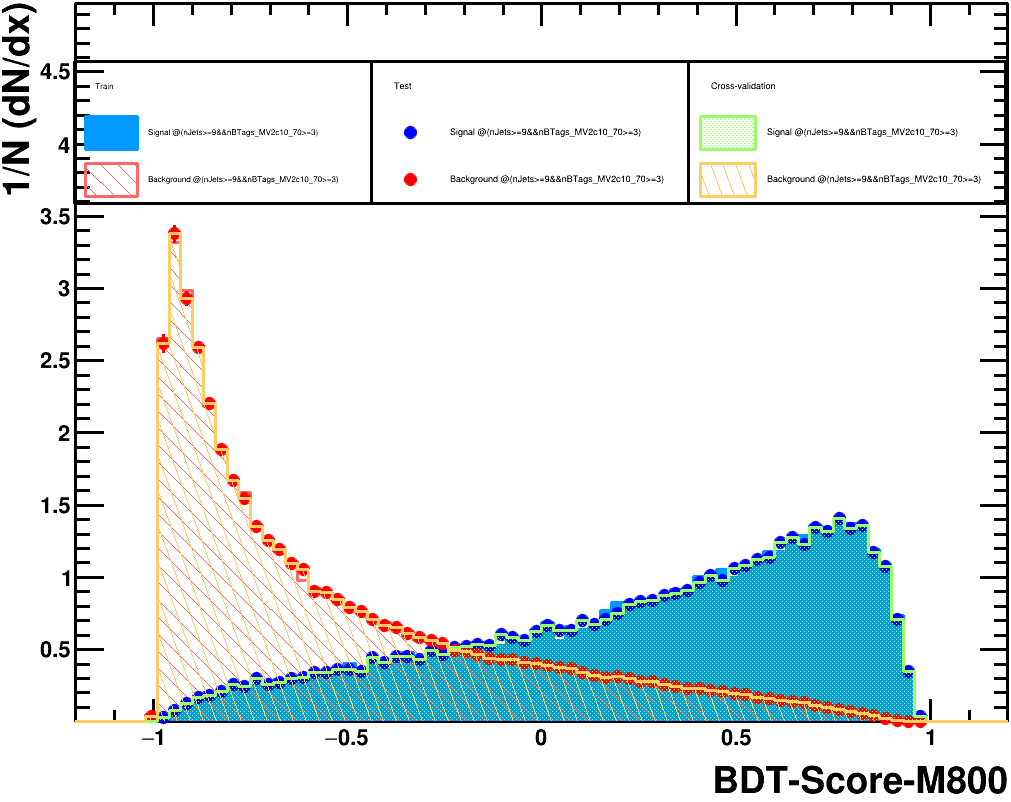 1/N (dN/dx)
4.5
4
3.5
3
2.5
2
1.5
1
0.5
Train
Test
Cross-validation
Signal @(nJets>=9&&nBTags_MV2c10_70>=3)
Signal @(nJets>=9&&nBTags_MV2c10_70>=3)
Signal @(nJets>=9&&nBTags_MV2c10_70>=3)
Background @(nJets>=9&&nBTags_MV2c10_70>=3)
Background @(nJets>=9&&nBTags_MV2c10_70>=3)
Background @(nJets>=9&&nBTags_MV2c10_70>=3)
−1
−0.5
0
0.5
1
BDT-Score-M800